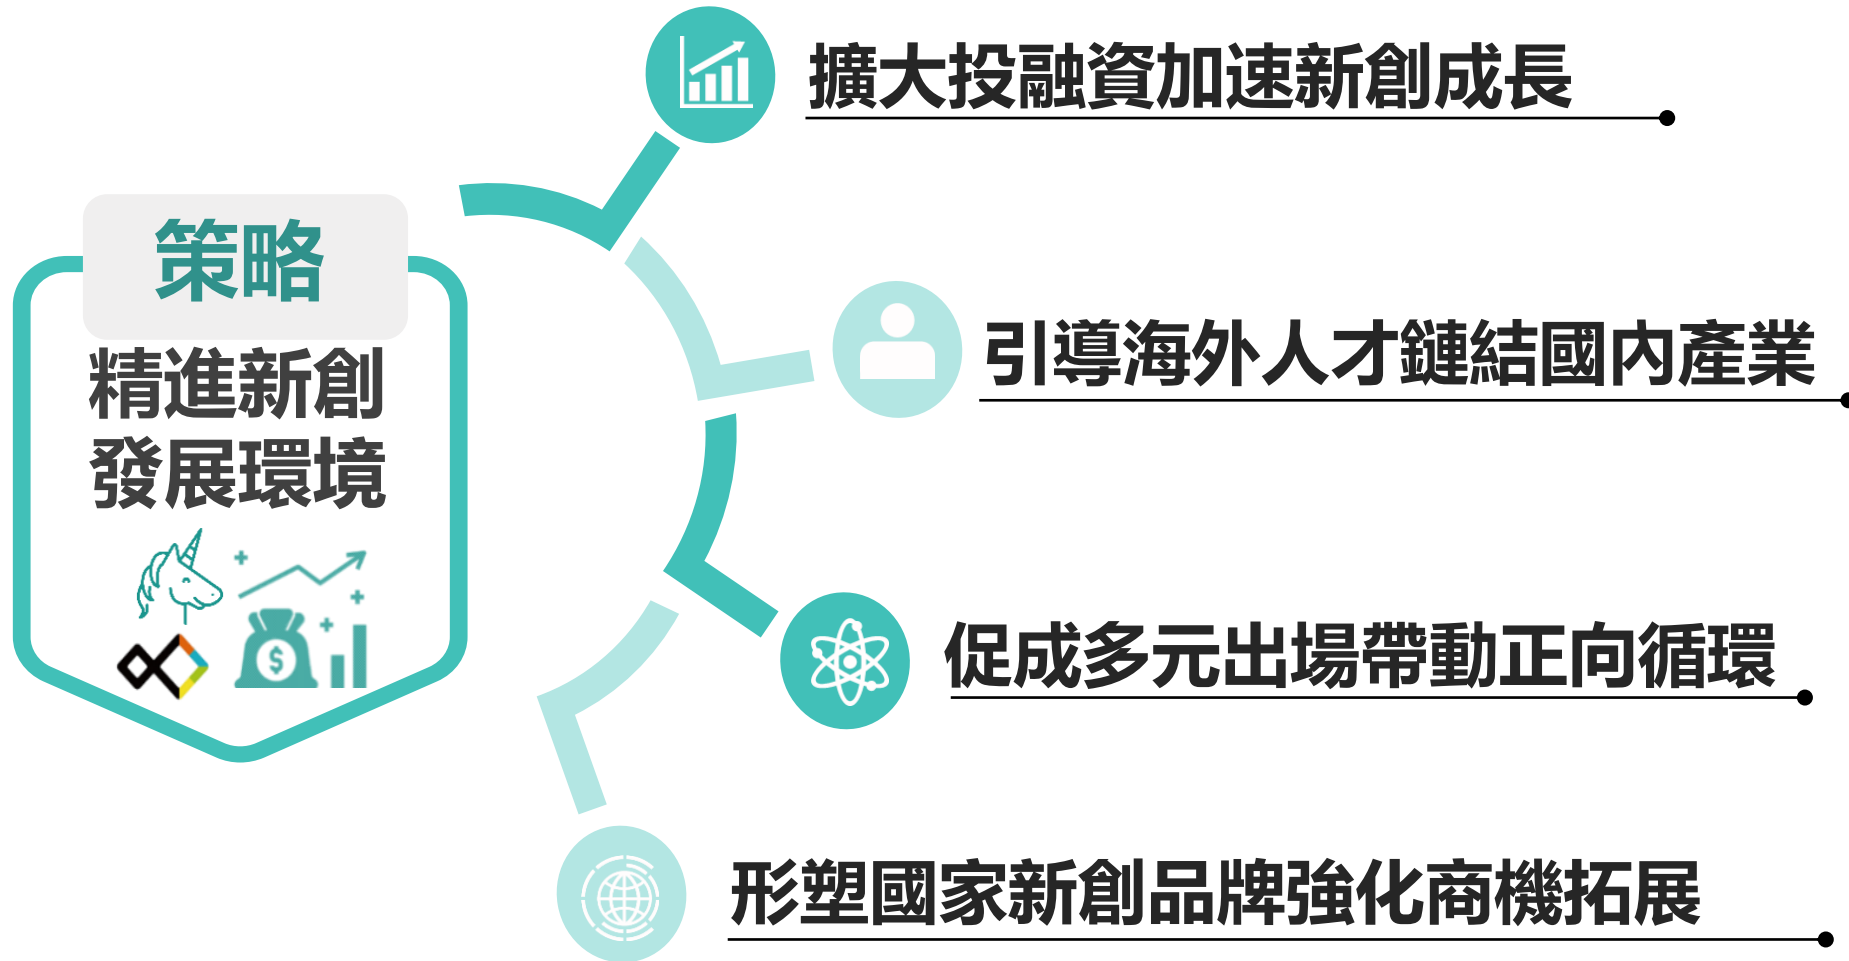 策略
精進新創
發展環境
擴大投融資加速新創成長
引導海外人才鏈結國內產業
促成多元出場帶動正向循環
形塑國家新創品牌強化商機拓展
$